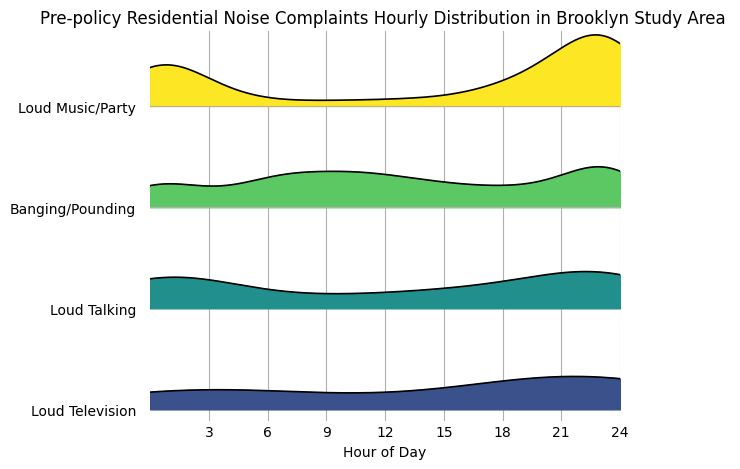 Pre-policy Residential Noise Complaints Hourly Distribution in Brooklyn Study Area
Loud Music/Party
Banging/Pounding
Loud Talking
Loud Television
3 6 9 12 15 18 21 24
Hour of Day